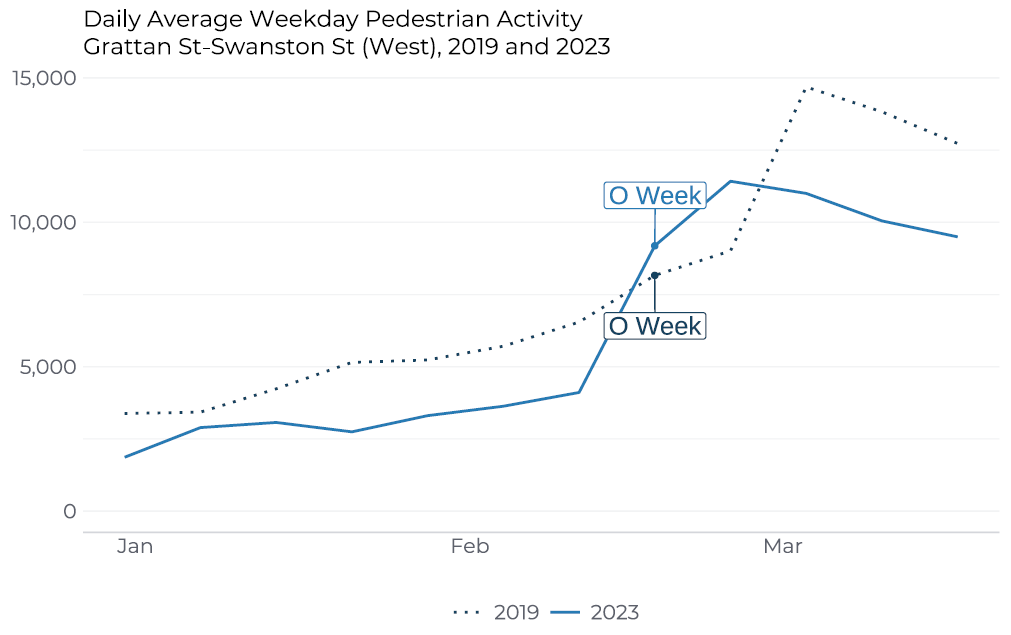 Daily Average Weekday Pedestrian Activity
Grattan St-Swanston St (West), 2019 and 2023
15,000
10,000
5,000
0
O Week
O Week
Jan
Feb
Mar
2019
2023